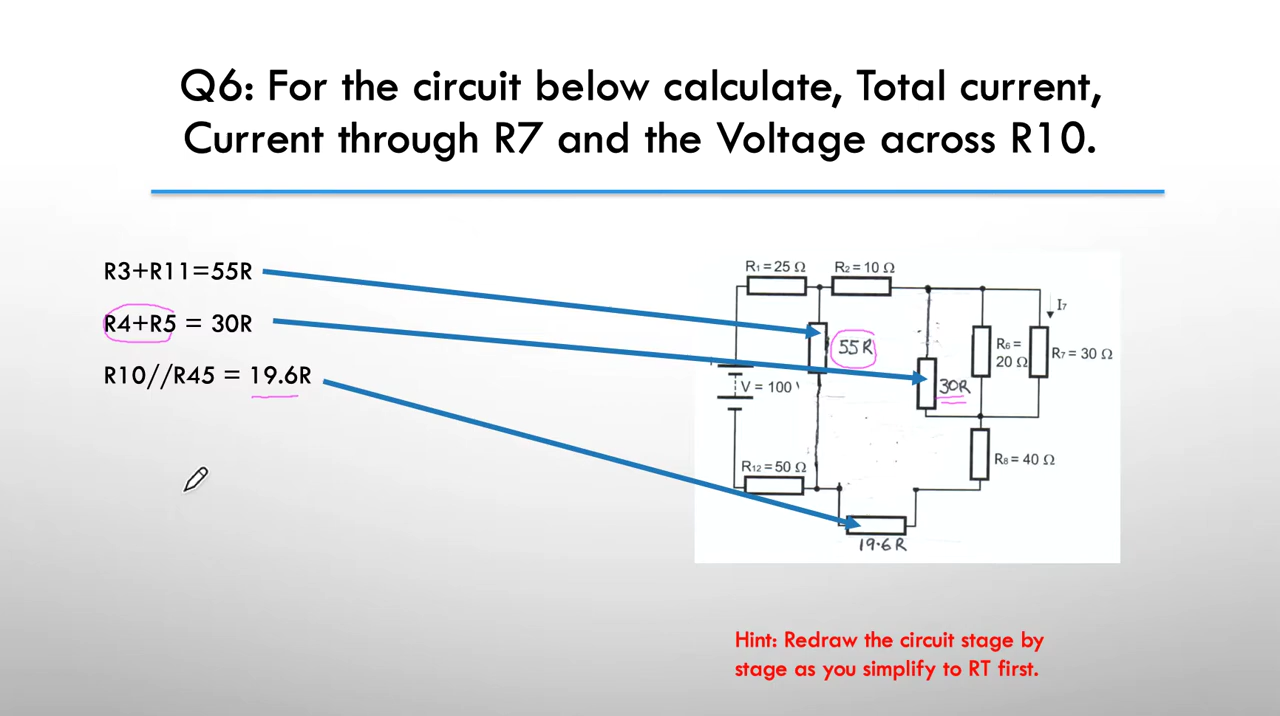 Q6: For the circuit below calculate, Total current,
Current through R7 and the Voltage across R10.
R3+R11=55R
R4+R5 = 30R
R10//R45 = 19.6R
R1 = 25 Ω
R2 = 10 Ω
I7
55R
R6 =
20 Ω
R7 = 30 Ω
V = 100 V
30R
R8 = 40 Ω
R12 = 50 Ω
19.6R
Hint: Redraw the circuit stage by
stage as you simplify to RT first.